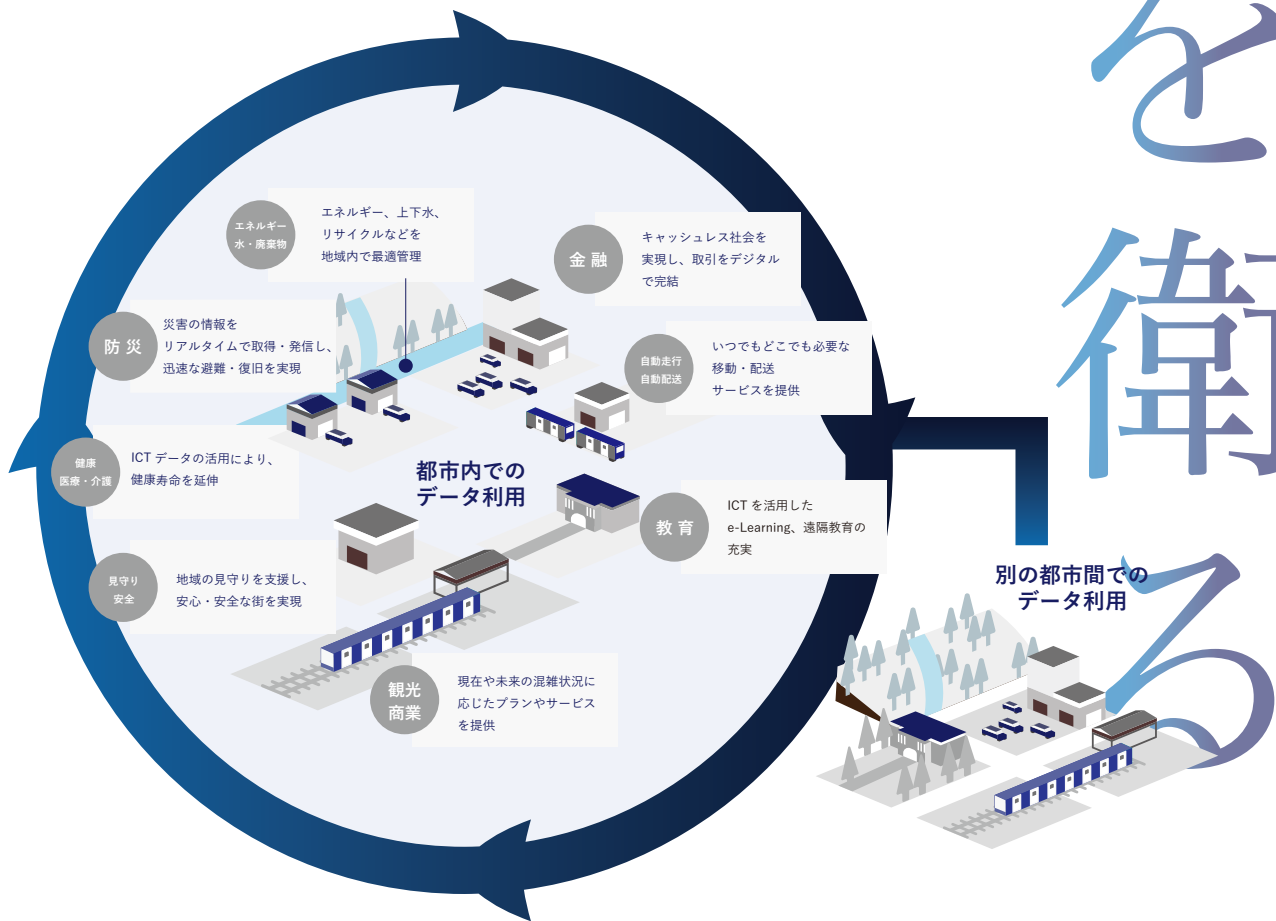 を
衛
る
エネルギー
水・廃棄物
エネルギー、上下水、
リサイクルなどを
地域内で最適管理
金 融
キャッシュレス社会を
実現し、取引をデジタル
で完結
防 災
災害の情報を
リアルタイムで取得・発信し、
迅速な避難・復旧を実現
自動走行
自動配送
いつでもどこでも必要な
移動・配送
サービスを提供
健康
医療・介護
ICT データの活用により、
健康寿命を延伸
都市内での
データ利用
教 育
ICT を活用した
e-Learning、遠隔教育の
充実
見守り
安全
地域の見守りを支援し、
安心・安全な街を実現
観光
商業
現在や未来の混雑状況に
応じたプランやサービス
を提供
別の都市間での
データ利用